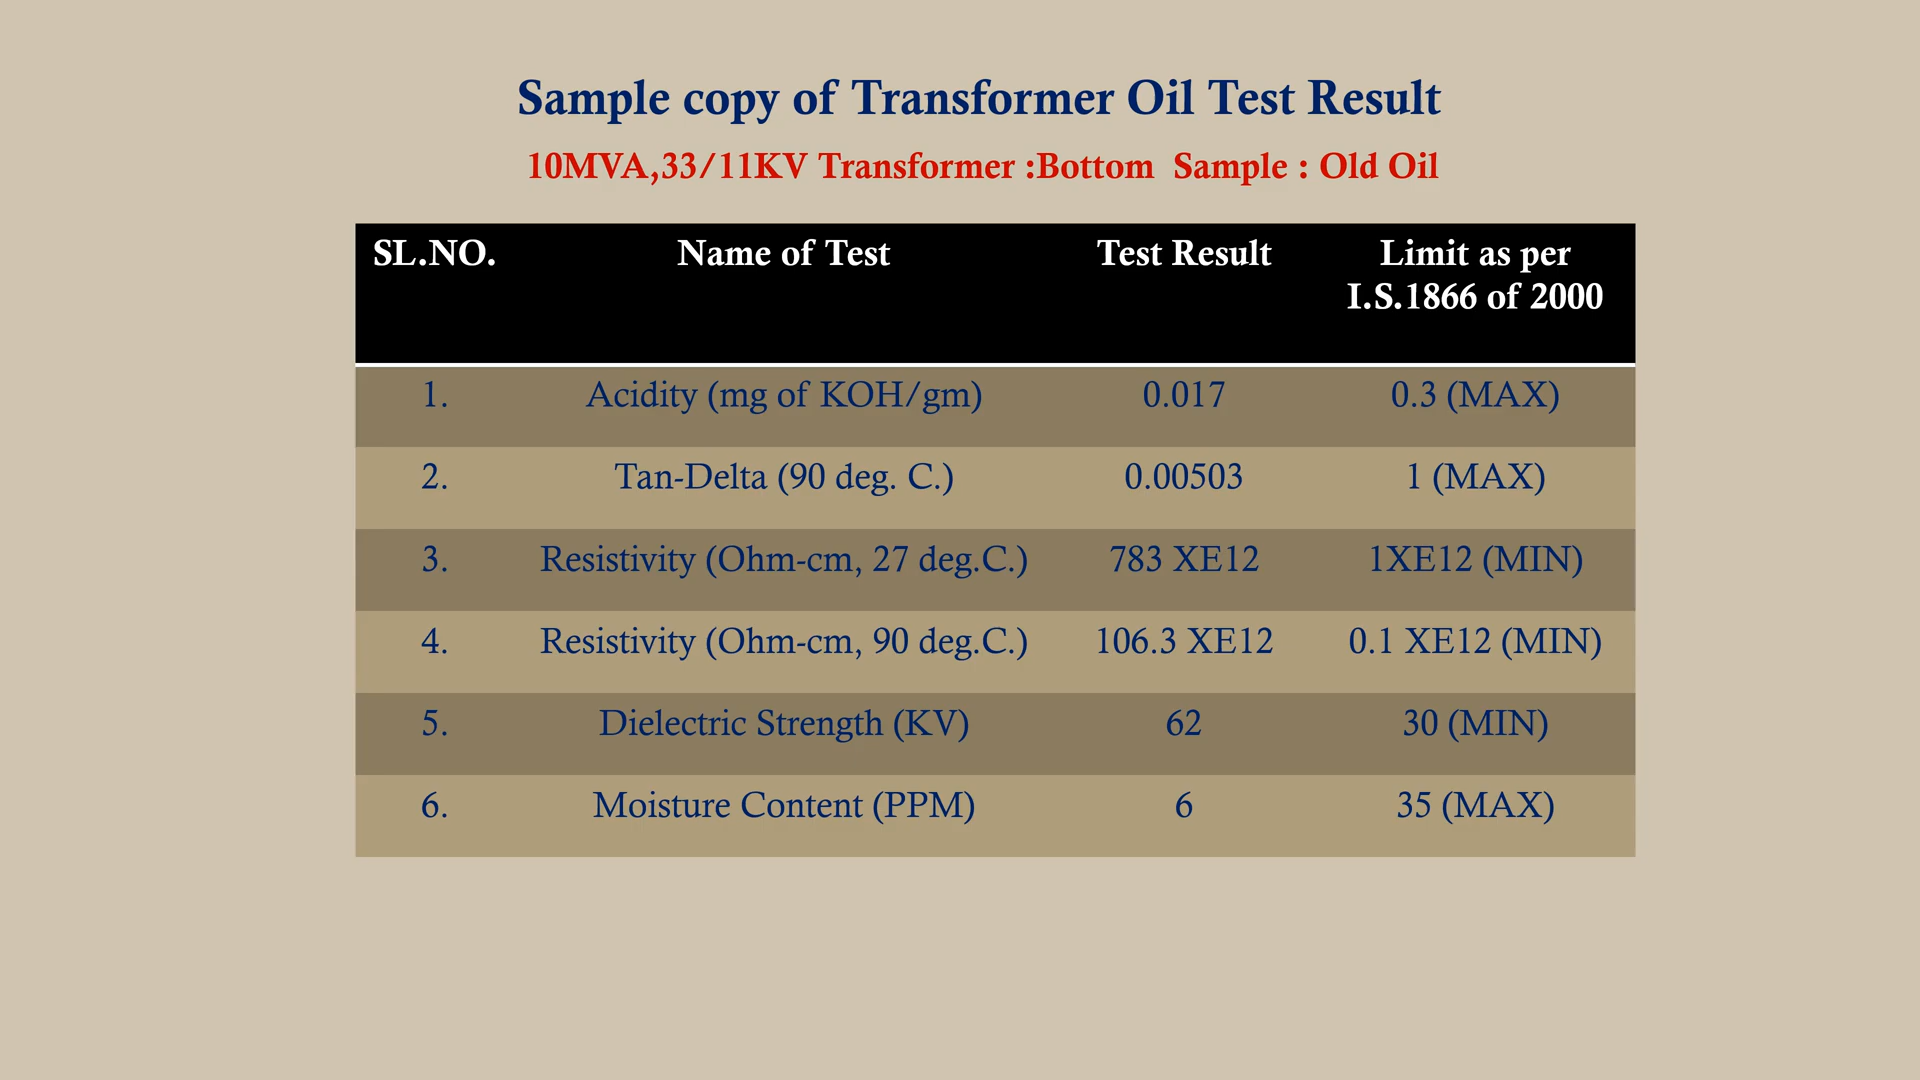 Sample copy of Transformer Oil Test Result
10MVA,33/11KV Transformer :Bottom  Sample : Old Oil
SL.NO. Name of Test Test Result Limit as per
I.S.1866 of 2000
1. Acidity (mg of KOH/gm) 0.017 0.3 (MAX)
2. Tan-Delta (90 deg. C.) 0.00503 1 (MAX)
3. Resistivity (Ohm-cm, 27 deg.C.) 783 XE12 1XE12 (MIN)
4. Resistivity (Ohm-cm, 90 deg.C.) 106.3 XE12 0.1 XE12 (MIN)
5. Dielectric Strength (KV) 62 30 (MIN)
6. Moisture Content (PPM) 6 35 (MAX)